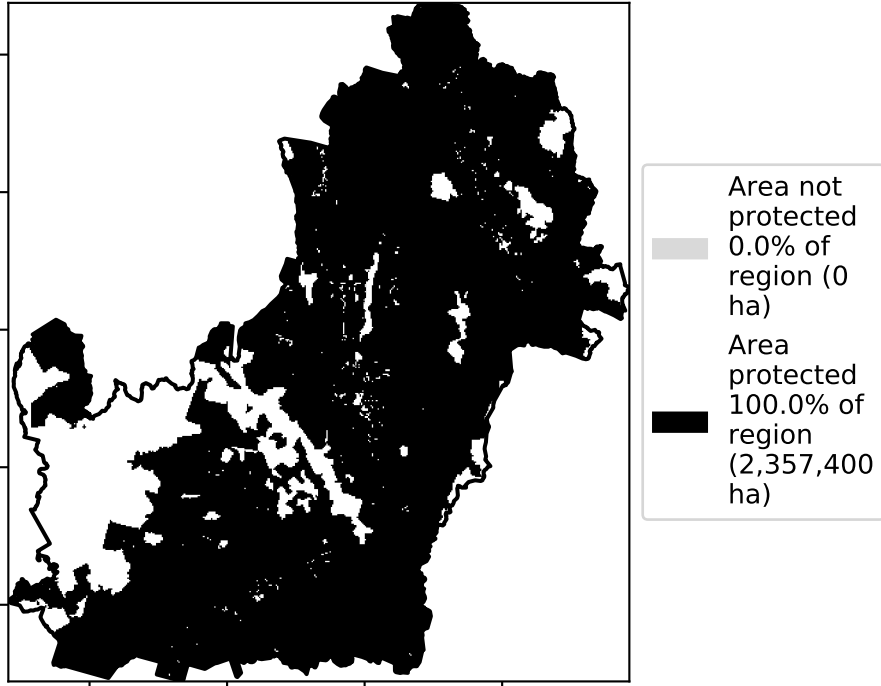 Area not
protected
0.0% of
region (0
ha)
Area
protected
100.0% of
region
(2,357,400
ha)